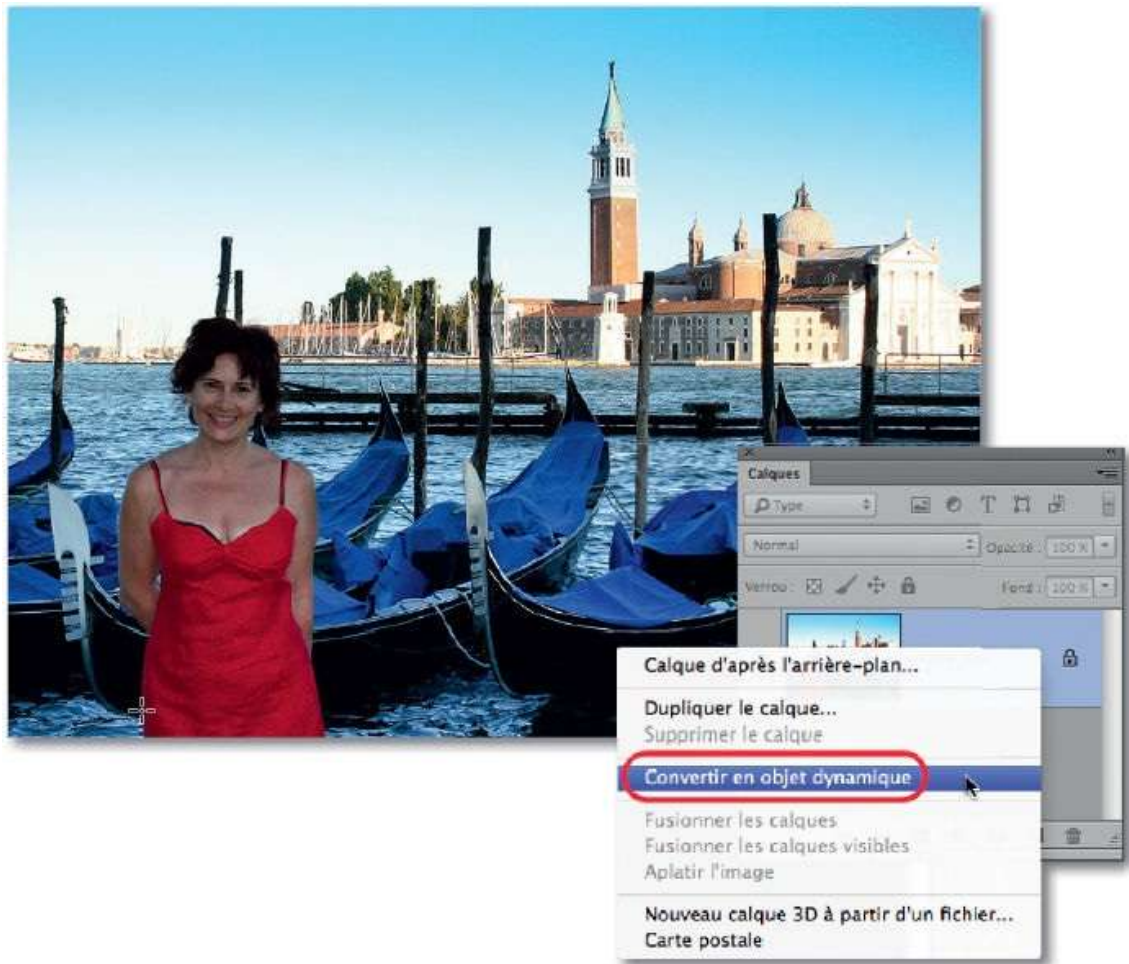 Calques
Type
Normal
Opacité : 100 %
Verrou :
Fond : 100 %
Calque d'après l'arrière-plan...
Dupliquer le calque...
Supprimer le calque
Convertir en objet dynamique
Fusionner les calques
Fusionner les calques visibles
Aplatir l'image
Nouveau calque 3D à partir d'un fichier...
Carte postale